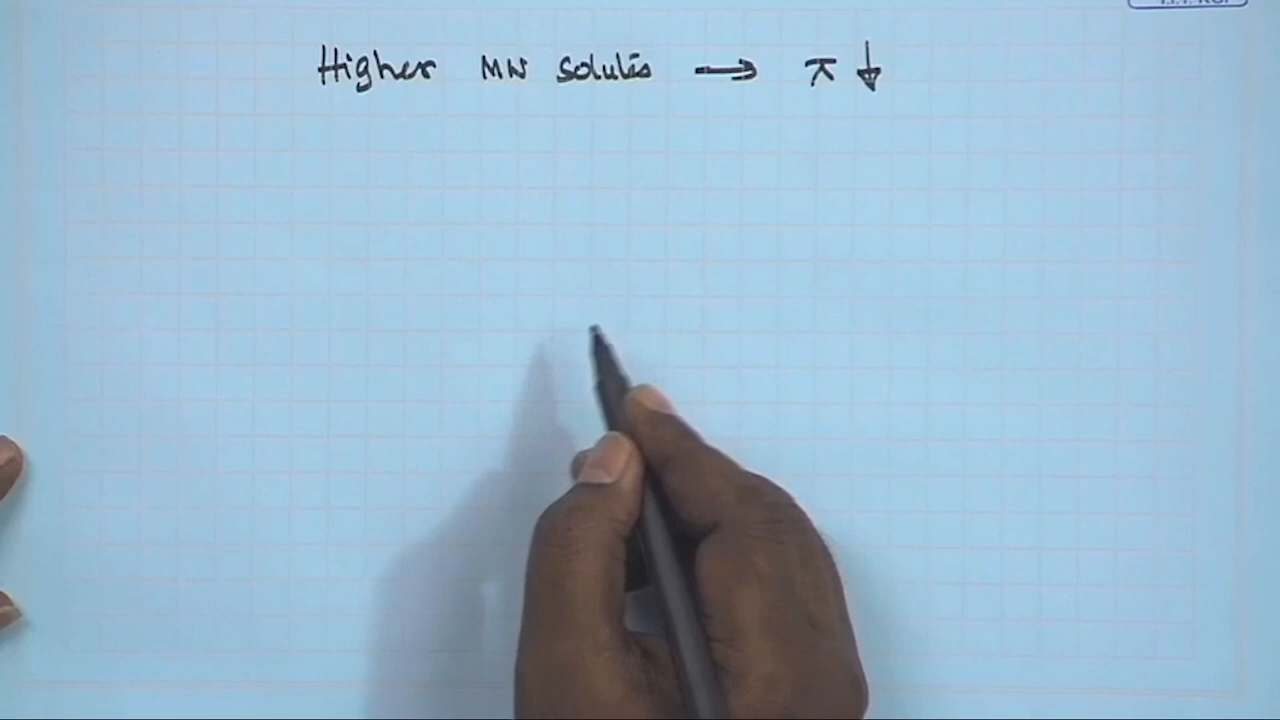 Higher MW solutes → π ↓